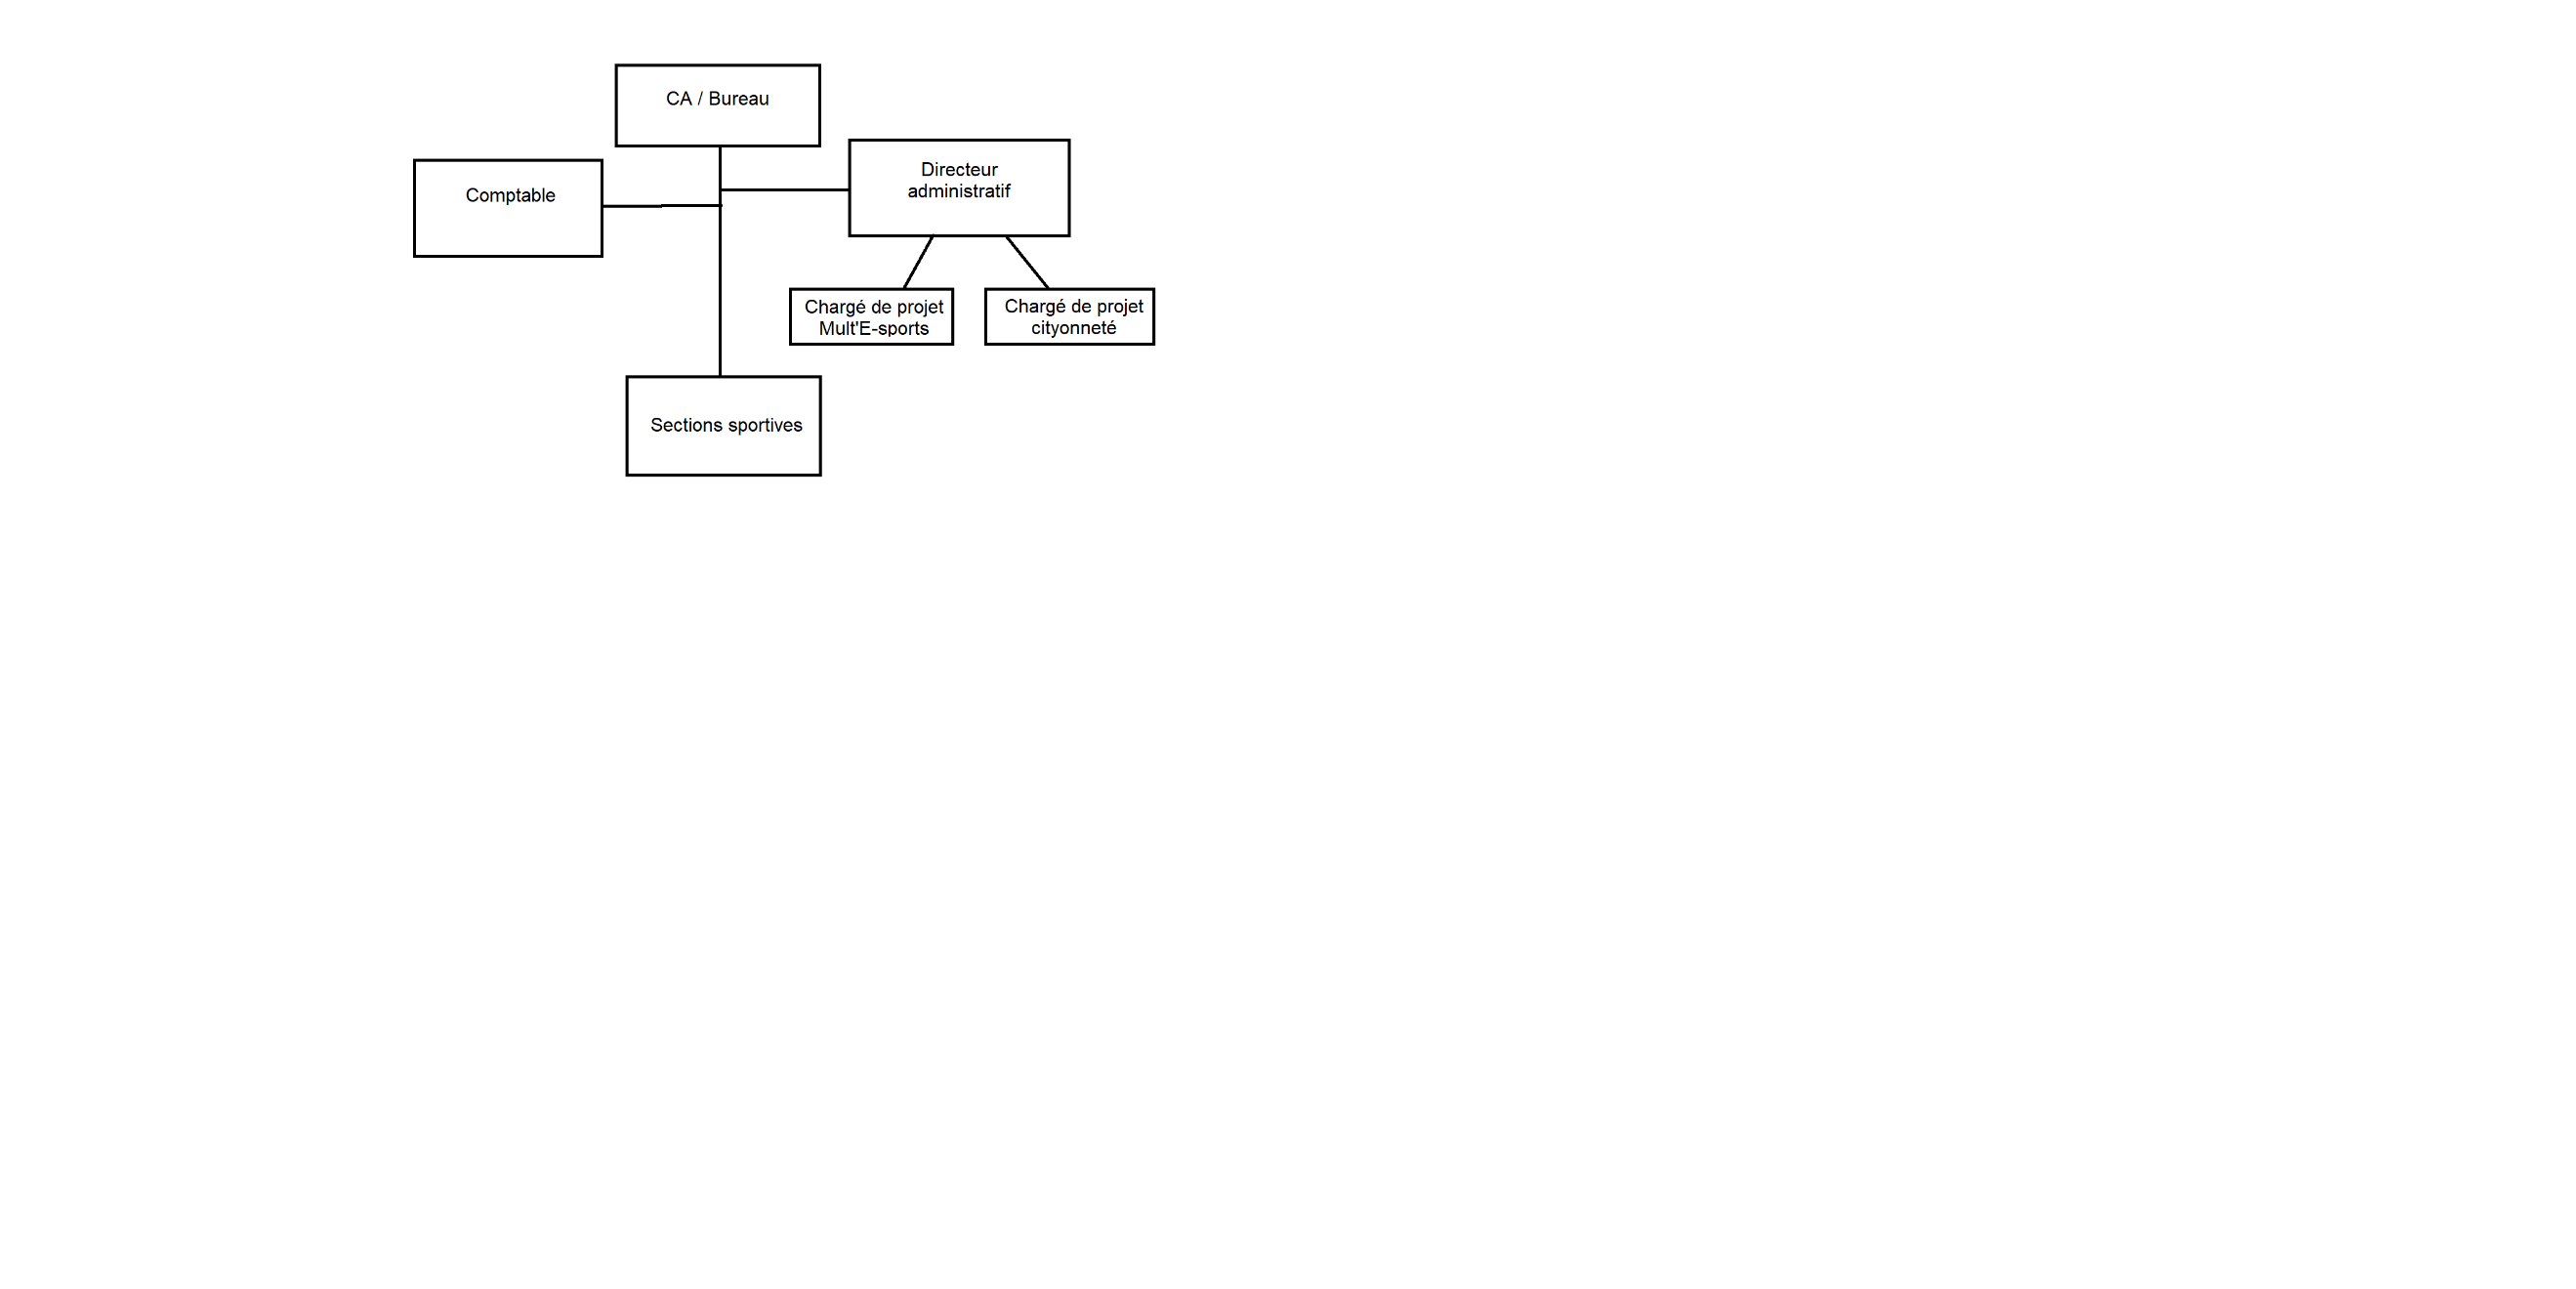 CA / Bureau
Directeur
administratif
Comptable
Chargé de projet
Mult'E-sports
Chargé de projet
cityonneté
Sections sportives